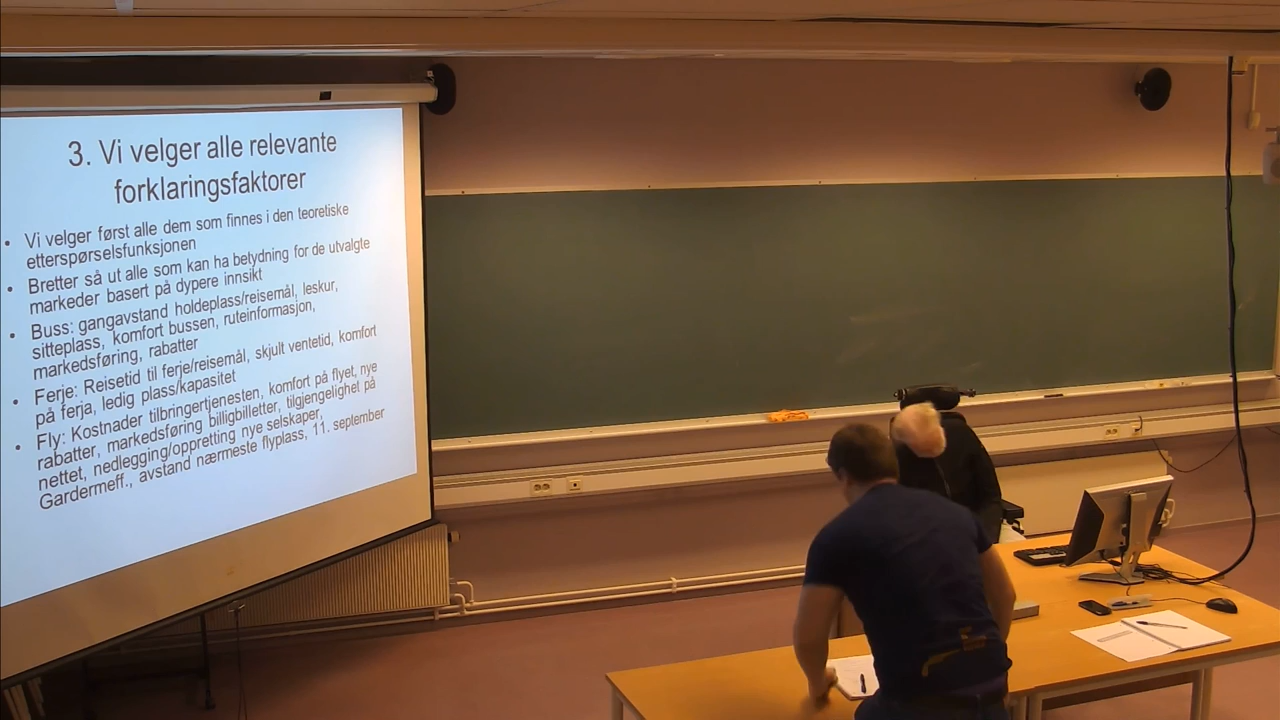 3. Vi velger alle relevante
forklaringsfaktorer
• Vi velger først alle dem som finnes i den teoretiske
etterspørselsfunksjonen
• Bretter så ut alle som kan ha betydning for de utvalgte
markeder basert på dypere innsikt
• Buss: gangavstand holdeplass/reisemål, leskur,
sitteplass, komfort bussen, ruteinformasjon,
markedsføring, rabatter
• Ferje: Reisetid til ferje/reisemål, skjult ventetid, komfort
på ferja, ledig plass/kapasitet
• Fly: Kostnader tilbringertjenesten, komfort på flyet, nye
rabatter, markedsføring billigbilletter, tilgjengelighet på
nettet, nedlegging/oppretting nye selskaper,
Gardermeff., avstand nærmeste flyplass, 11. september